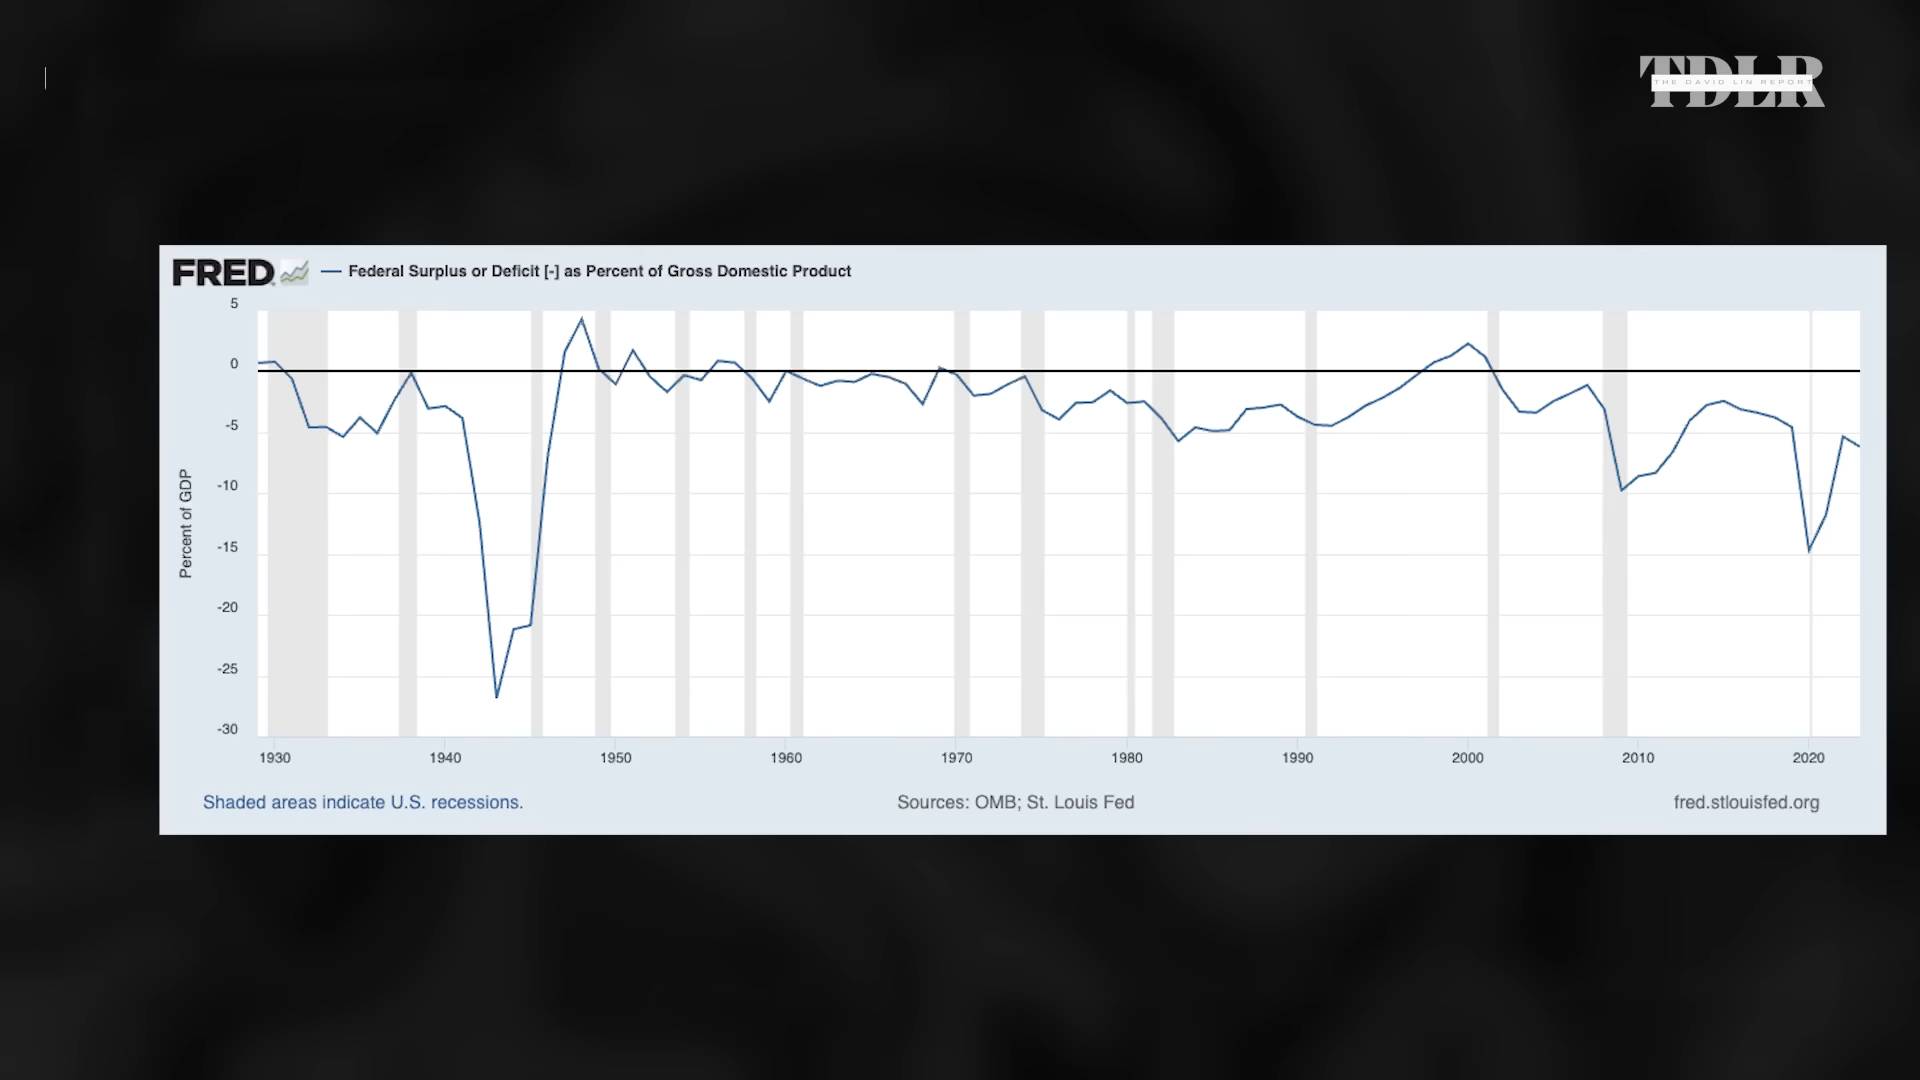 TDLR
THE DAVID LIN REPORT
FRED
Federal Surplus or Deficit [-] as Percent of Gross Domestic Product
5
0
-5
-10
-15
-20
-25
-30
Percent of GDP
1930 1940 1950 1960 1970 1980 1990 2000 2010 2020
Shaded areas indicate U.S. recessions. Sources: OMB; St. Louis Fed fred.stlouisfed.org